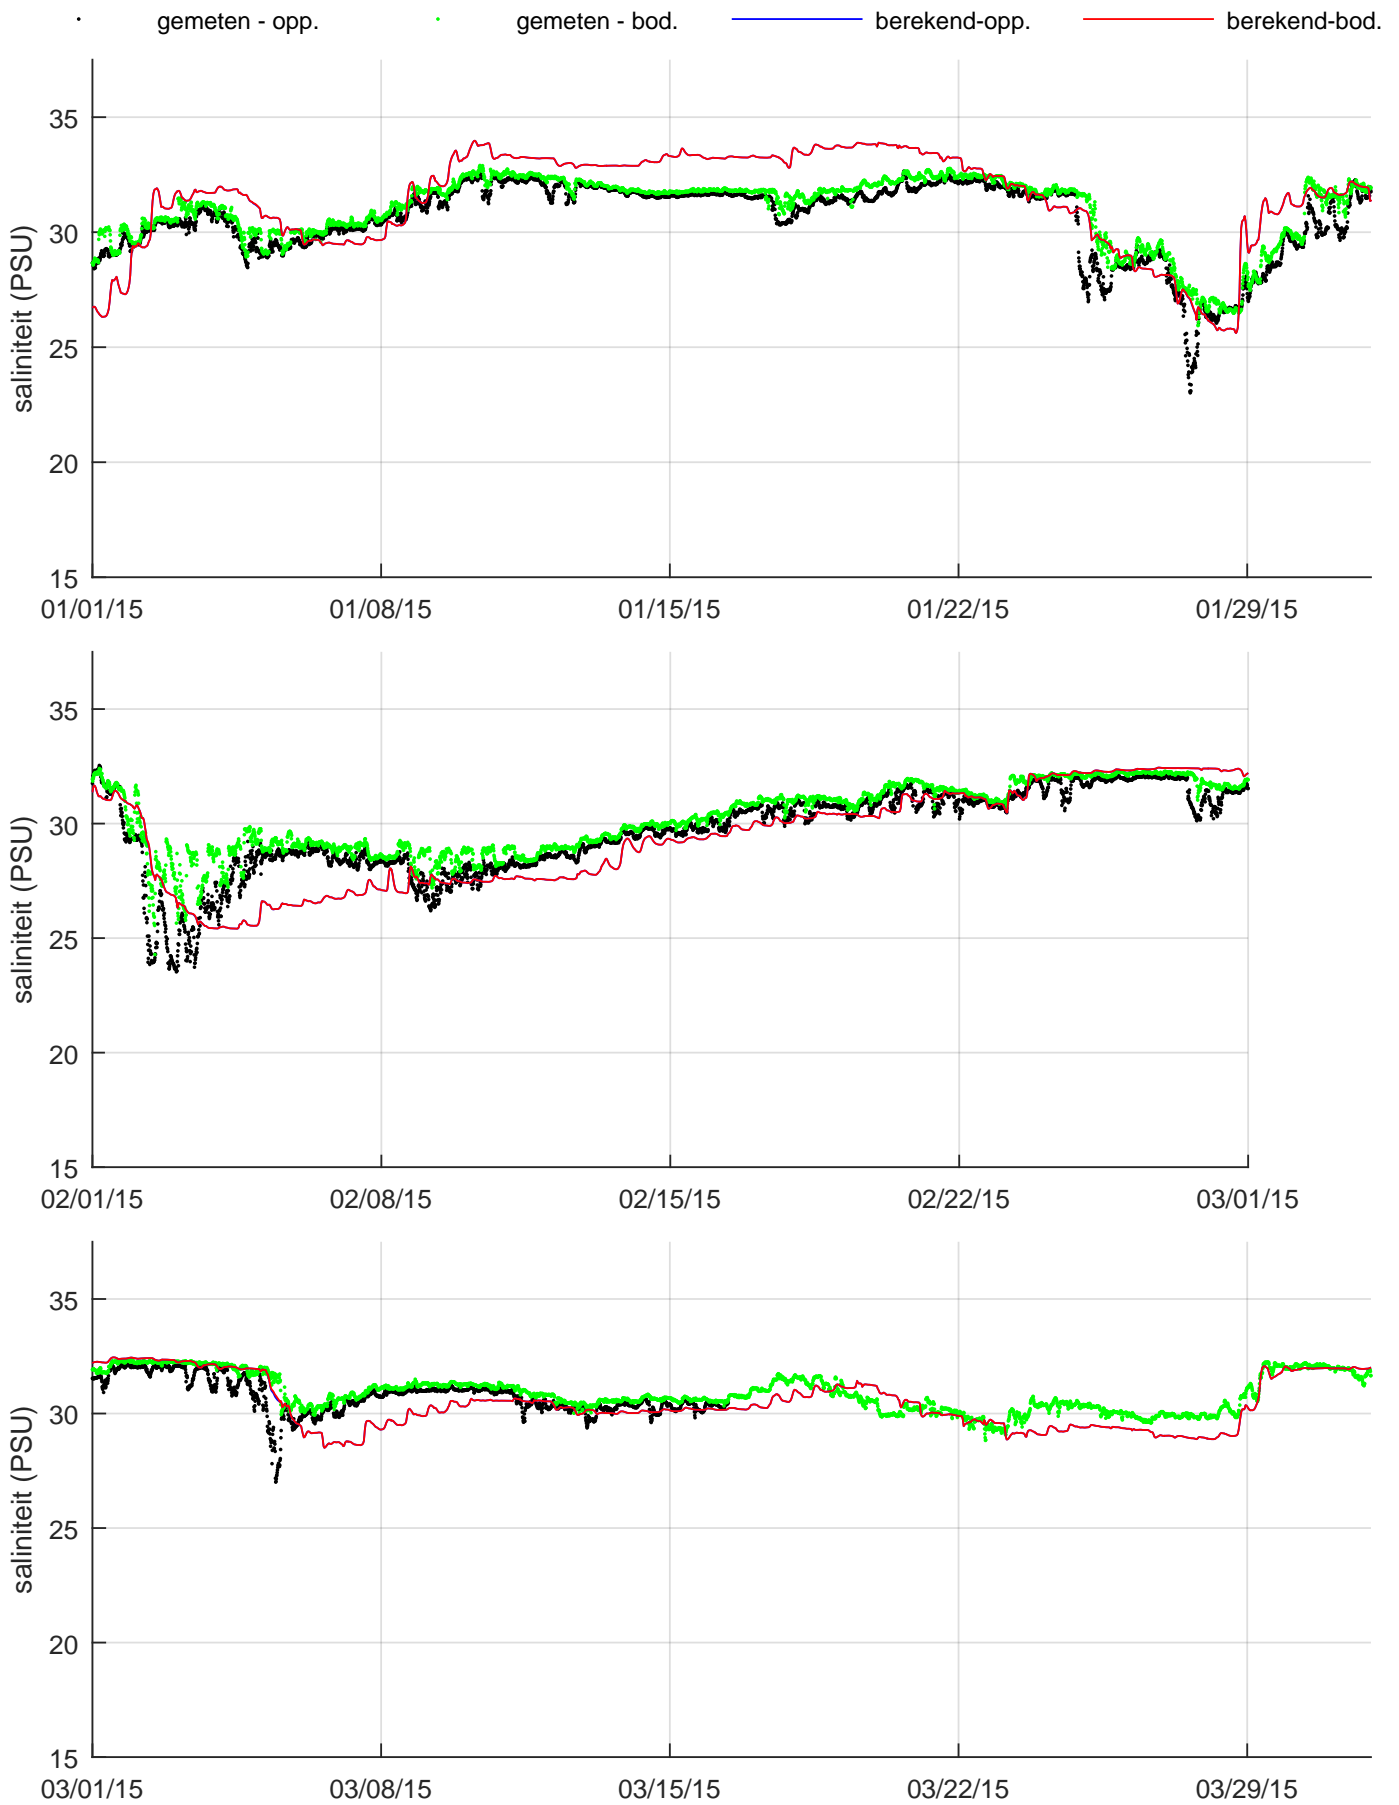 gemeten - opp. gemeten - bod. berekend-opp. berekend-bod.
35
30
25
20
15
saliniteit (PSU)
01/01/15 01/08/15 01/15/15 01/22/15 01/29/15
35
30
25
20
15
saliniteit (PSU)
02/01/15 02/08/15 02/15/15 02/22/15 03/01/15
35
30
25
20
15
saliniteit (PSU)
03/01/15 03/08/15 03/15/15 03/22/15 03/29/15